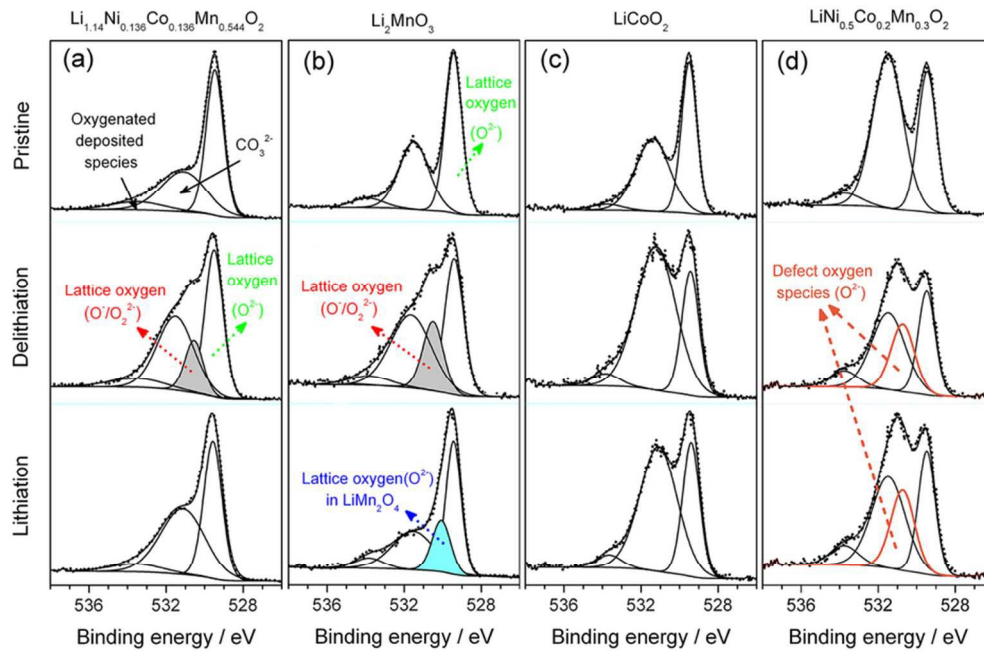 Li₁.₁₄Ni₀.₁₃₆Co₀.₁₃₆Mn₀.₅₄₄O₂
Li₂MnO₃
LiCoO₂
LiNi₀.₅Co₀.₂Mn₀.₃O₂
Pristine
(a)
Oxygenated
deposited
species
CO₃²⁻
(b)
Lattice
oxygen
(O²⁻)
(c)
(d)
Delithiation
Lattice oxygen
(O⁻/O₂²⁻)
Lattice
oxygen
(O²⁻)
Lattice oxygen
(O⁻/O₂²⁻)
Defect oxygen
species (O²⁻)
Lithiation
Lattice oxygen(O²⁻)
in LiMn₂O₄
536 532 528
536 532 528
536 532 528
536 532 528
Binding energy / eV
Binding energy / eV
Binding energy / eV
Binding energy / eV